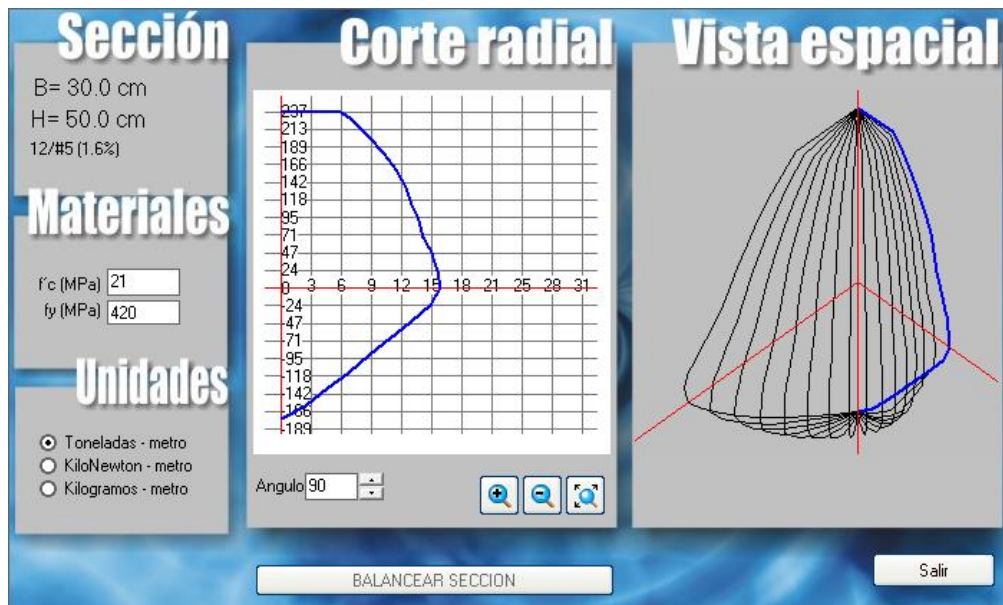 Sección
B= 30.0 cm
H= 50.0 cm
12/#5 (1.6%)
Materiales
f'c (MPa) 21
fy (MPa) 420
Unidades
Toneladas - metro
KiloNewton - metro
Kilogramos - metro
Corte radial
237
213
189
166
142
118
95
71
47
24
0 3 6 9 12 15 18 21 25 28 31
-24
-47
-71
-95
-118
-142
-166
-189
Angulo 90
BALANCEAR SECCION
Vista espacial
Salir